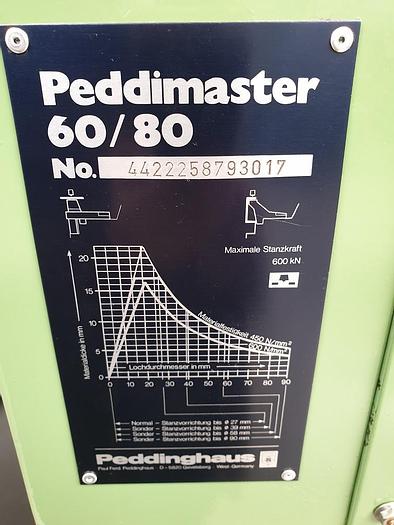 Peddimaster
60/80
No. 4422258793017
Maximale Stanzkraft
600 kN
Materialdicke in mm
20
15
10
5
0
Materialfestigkeit 450 N/mm²
600 N/mm²
Lochdurchmesser in mm
0 10 20 30 40 50 60 70 80 90
Normal - Stanzvorrichtung bis ø 27 mm
Sonder - Stanzvorrichtung bis ø 39 mm
Sonder - Stanzvorrichtung bis ø 58 mm
Sonder - Stanzvorrichtung bis ø 90 mm
Peddinghaus
Paul Ferd. Peddinghaus D - 5820 Gevelsberg West-Germany